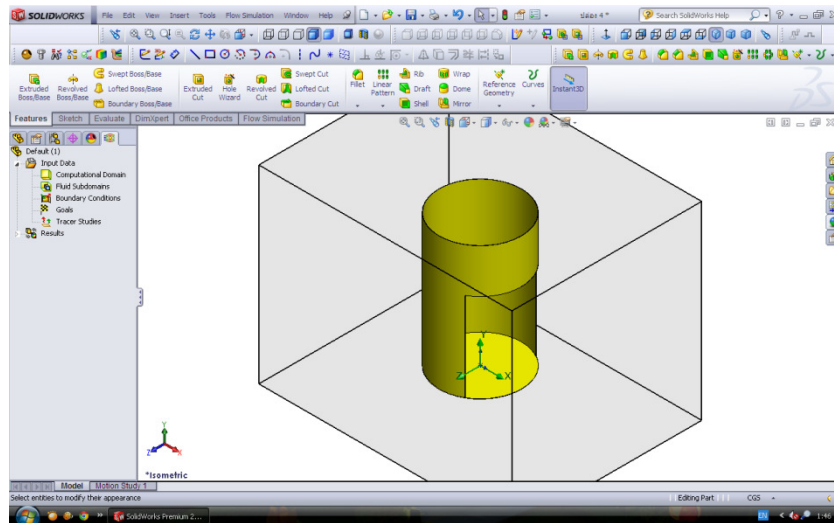 SOLIDWORKS File Edit View Insert Tools Flow Simulation Window Help slaes 4* Search SolidWorks Help
Extruded Boss/Base Revolved Boss/Base Swept Boss/Base Lofted Boss/Base Boundary Boss/Base Extruded Cut Hole Wizard Revolved Cut Swept Cut Lofted Cut Boundary Cut Fillet Linear Pattern Rib Draft Shell Wrap Dome Mirror Reference Geometry Curves Instant3D
Features Sketch Evaluate DimXpert Office Products Flow Simulation
Default (1)
Input Data
Computational Domain
Fluid Subdomains
Boundary Conditions
Goals
Tracer Studies
Results
Y
Z X
Y
Z X
*Isometric
Model Motion Study 1
Select entities to modify their appearance Editing Part CGS
SolidWorks Premium 2... EN 1:46